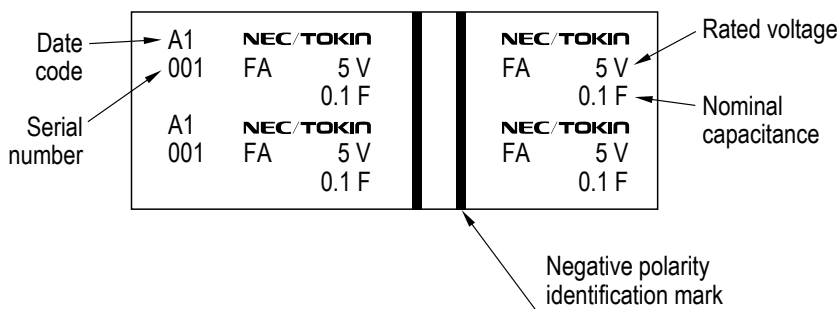 Date code
Serial number
A1 NEC/TOKIN
001 FA 5 V
0.1 F
A1 NEC/TOKIN
001 FA 5 V
0.1 F
NEC/TOKIN
FA 5 V
0.1 F
NEC/TOKIN
FA 5 V
0.1 F
Rated voltage
Nominal capacitance
Negative polarity
identification mark